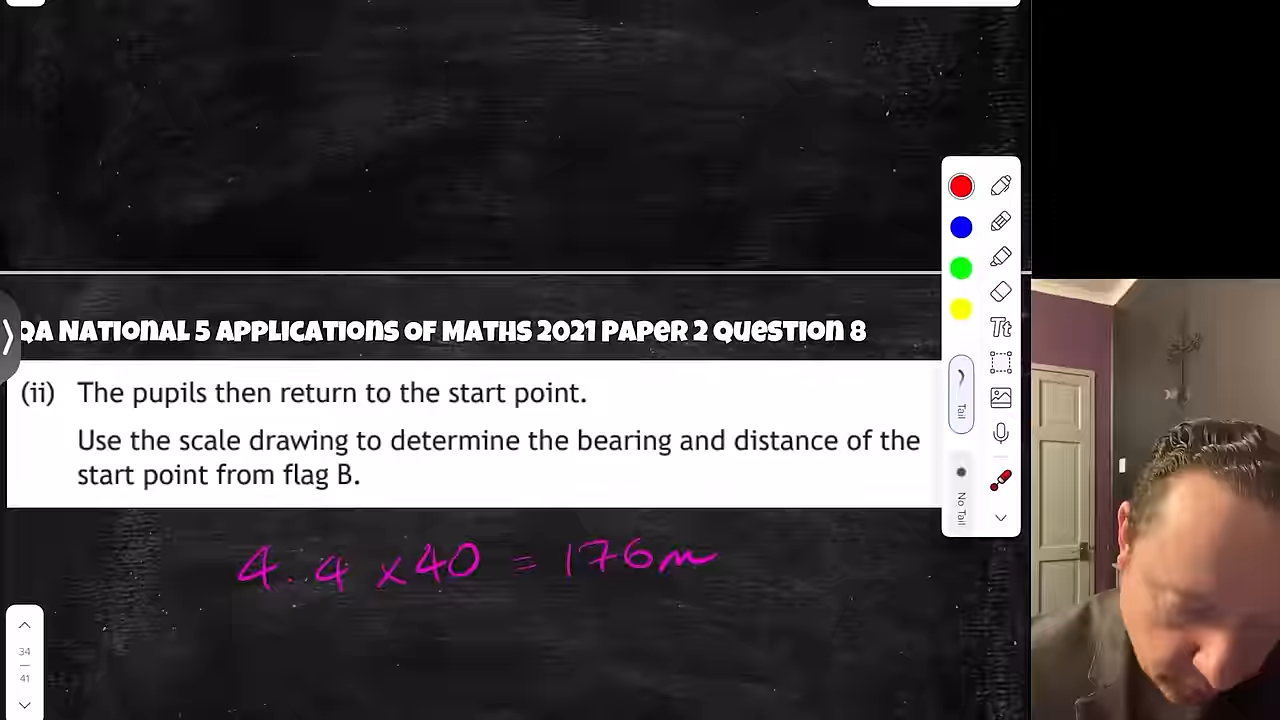 QA NATIONAL 5 APPLICATIONS OF MATHS 2021 PAPER 2 QUESTION 8
(ii) The pupils then return to the start point.
Use the scale drawing to determine the bearing and distance of the
start point from flag B.
4.4 × 40 = 176m
Tt
Tail
No Tail
34
41